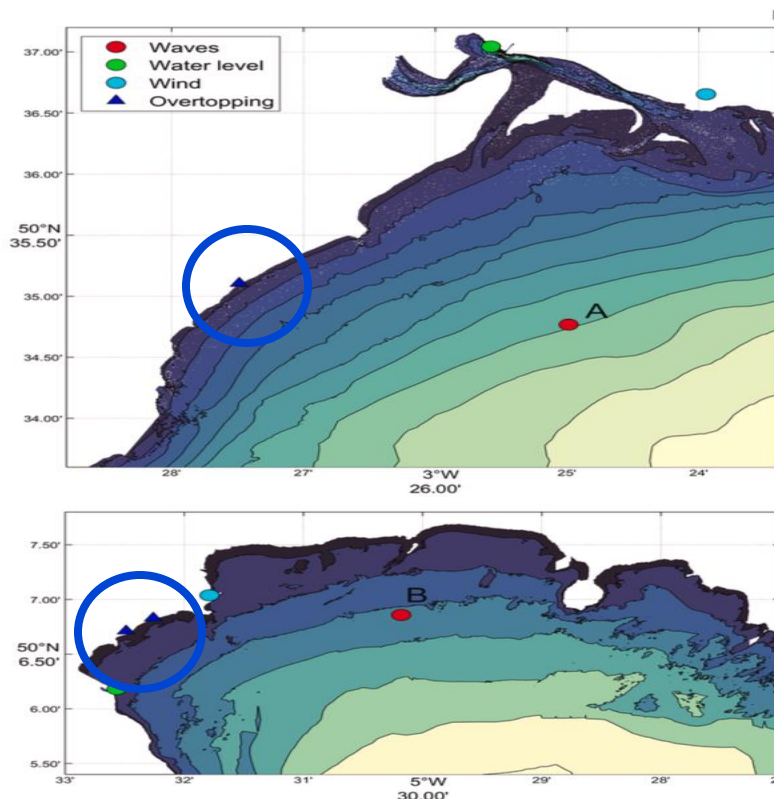 Waves
Water level
Wind
Overtopping
37.00'
36.50'
36.00'
50°N
35.50'
35.00'
34.50'
34.00'
A
28'
27'
3°W
26.00'
25'
24'
7.50'
7.00'
50°N
6.50'
6.00'
5.50'
B
33'
32'
31'
5°W
30.00'
29'
28'